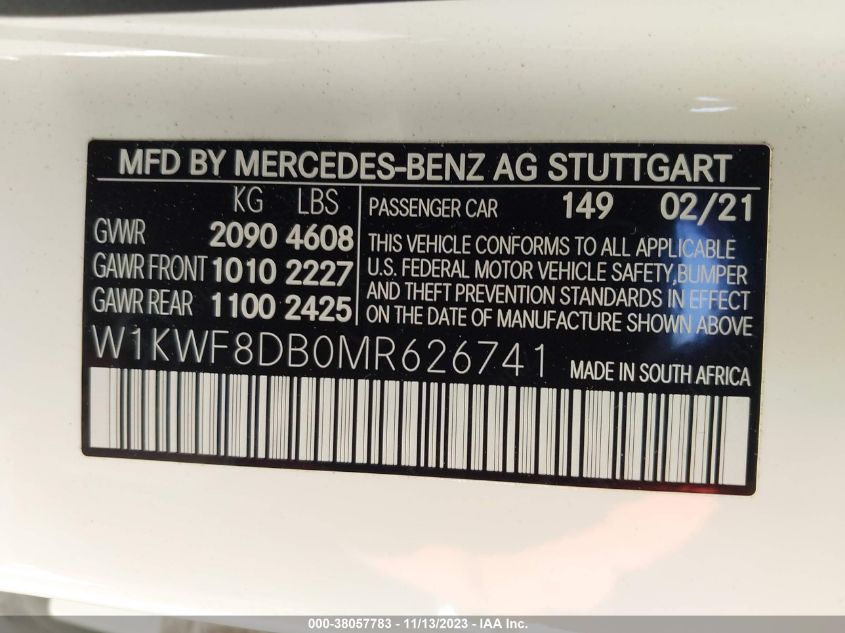 MFD BY MERCEDES-BENZ AG STUTTGART
KG LBS
GVWR 2090 4608
GAWR FRONT 1010 2227
GAWR REAR 1100 2425
PASSENGER CAR 149 02/21
THIS VEHICLE CONFORMS TO ALL APPLICABLE
U.S. FEDERAL MOTOR VEHICLE SAFETY,BUMPER
AND THEFT PREVENTION STANDARDS IN EFFECT
ON THE DATE OF MANUFACTURE SHOWN ABOVE
W1KWF8DB0MR626741 MADE IN SOUTH AFRICA
000-38057783 - 11/13/2023 - IAA Inc.